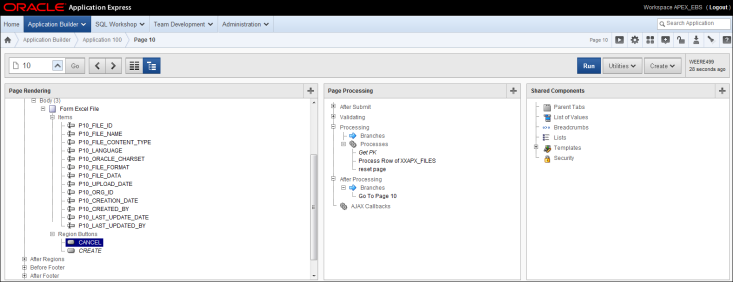 ORACLE Application Express
Workspace APEX_EBS ( Logout )
Home
Application Builder
SQL Workshop
Team Development
Administration
Search Application
Application Builder
Application 100
Page 10
Page 10
10
Go
Run
Utilities
Create
WEERE499
28 seconds ago
Page Rendering
Body (3)
Form Excel File
Items
P10_FILE_ID
P10_FILE_NAME
P10_FILE_CONTENT_TYPE
P10_LANGUAGE
P10_ORACLE_CHARSET
P10_FILE_FORMAT
P10_FILE_DATA
P10_UPLOAD_DATE
P10_ORG_ID
P10_CREATION_DATE
P10_CREATED_BY
P10_LAST_UPDATE_DATE
P10_LAST_UPDATED_BY
Region Buttons
CANCEL
CREATE
After Regions
Before Footer
After Footer
Page Processing
After Submit
Validating
Processing
Branches
Processes
Get PK
Process Row of XXAPX_FILES
reset page
After Processing
Branches
Go To Page 10
AJAX Callbacks
Shared Components
Parent Tabs
List of Values
Breadcrumbs
Lists
Templates
Security